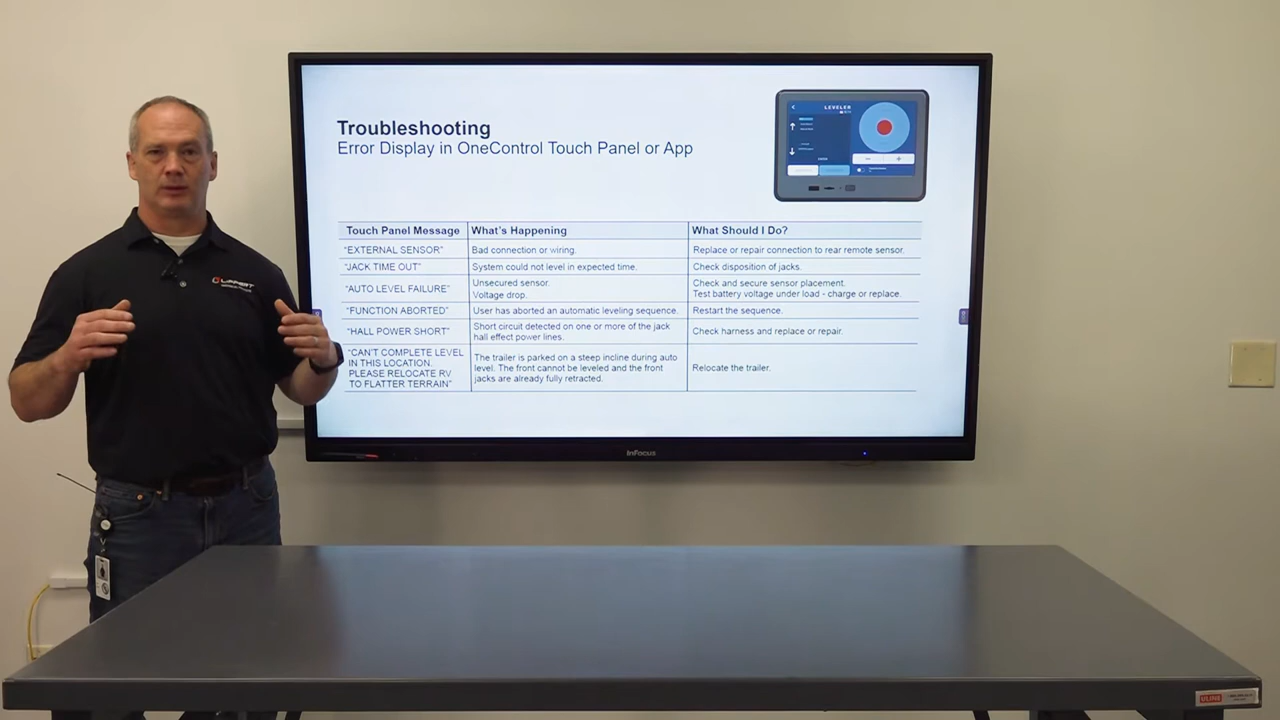 Troubleshooting
Error Display in OneControl Touch Panel or App
LEVELER
Touch Panel Message What's Happening What Should I Do?
"EXTERNAL SENSOR" Bad connection or wiring. Replace or repair connection to rear remote sensor.
"JACK TIME OUT" System could not level in expected time. Check disposition of jacks.
"AUTO LEVEL FAILURE" Unsecured sensor. Check and secure sensor placement.
Voltage drop. Test battery voltage under load - charge or replace.
"FUNCTION ABORTED" User has aborted an automatic leveling sequence. Restart the sequence.
"HALL POWER SHORT" Short circuit detected on one or more of the jack Check harness and replace or repair.
hall effect power lines.
"CAN'T COMPLETE LEVEL
IN THIS LOCATION. The trailer is parked on a steep incline during auto
PLEASE RELOCATE RV level. The front cannot be leveled and the front Relocate the trailer.
TO FLATTER TERRAIN" jacks are already fully retracted.
InFocus
LIPPERT
ULINE